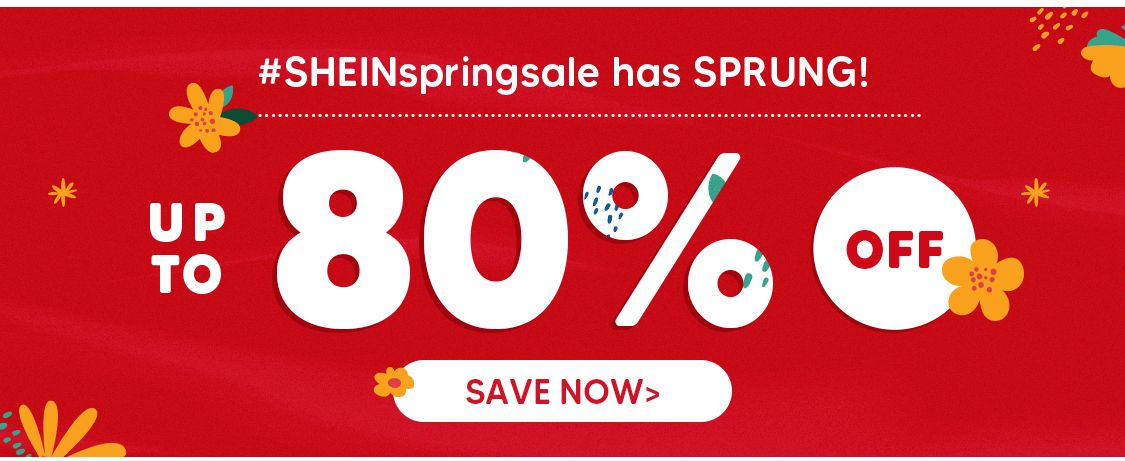 #SHEINspringsale has SPRUNG!
UP
TO
80%
OFF
SAVE NOW>